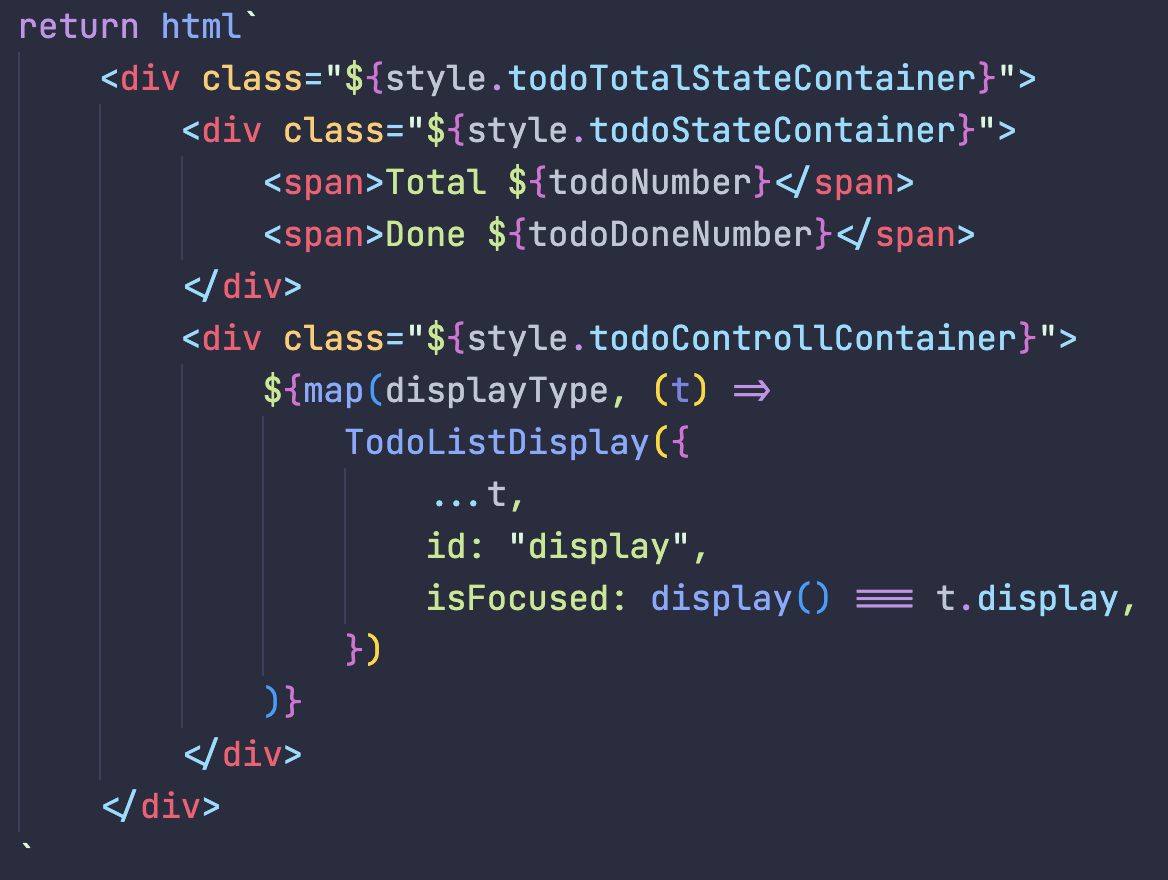 return html`
    <div class="${style.todoTotalStateContainer}">
        <div class="${style.todoStateContainer}">
            <span>Total ${todoNumber}</span>
            <span>Done ${todoDoneNumber}</span>
        </div>
        <div class="${style.todoControllContainer}">
            ${map(displayType, (t) =>
                TodoListDisplay({
                    ...t,
                    id: "display",
                    isFocused: display() === t.display,
                })
            )}
        </div>
    </div>
`